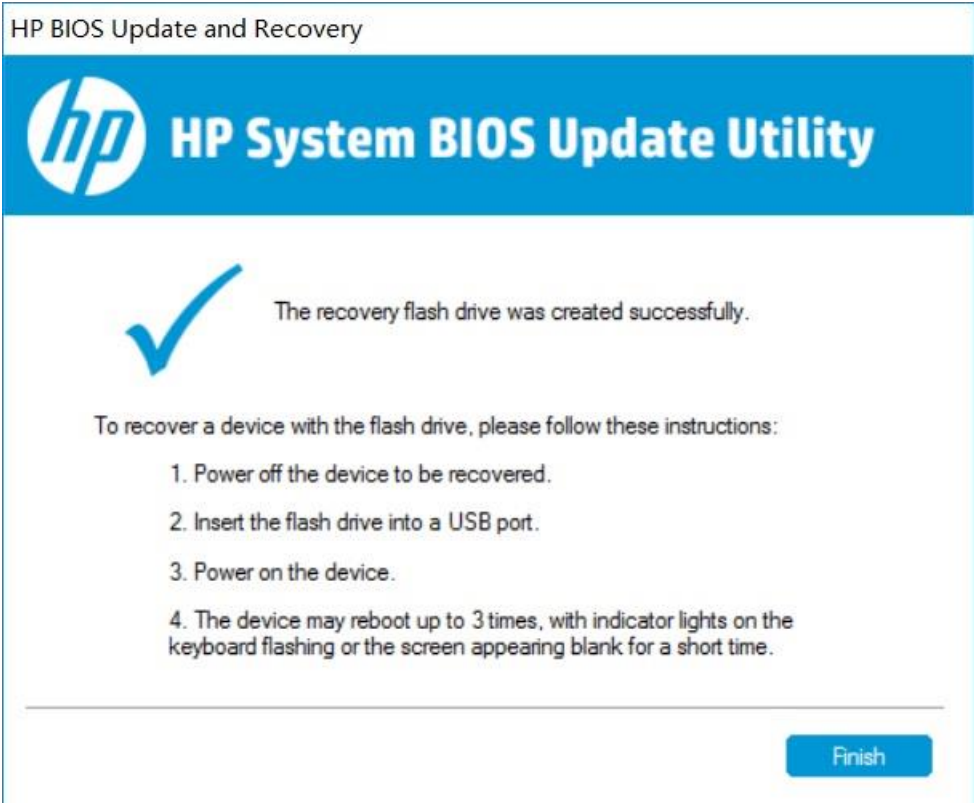 HP BIOS Update and Recovery
hp
HP System BIOS Update Utility
The recovery flash drive was created successfully.
To recover a device with the flash drive, please follow these instructions:
1. Power off the device to be recovered.
2. Insert the flash drive into a USB port.
3. Power on the device.
4. The device may reboot up to 3 times, with indicator lights on the
keyboard flashing or the screen appearing blank for a short time.
Finish